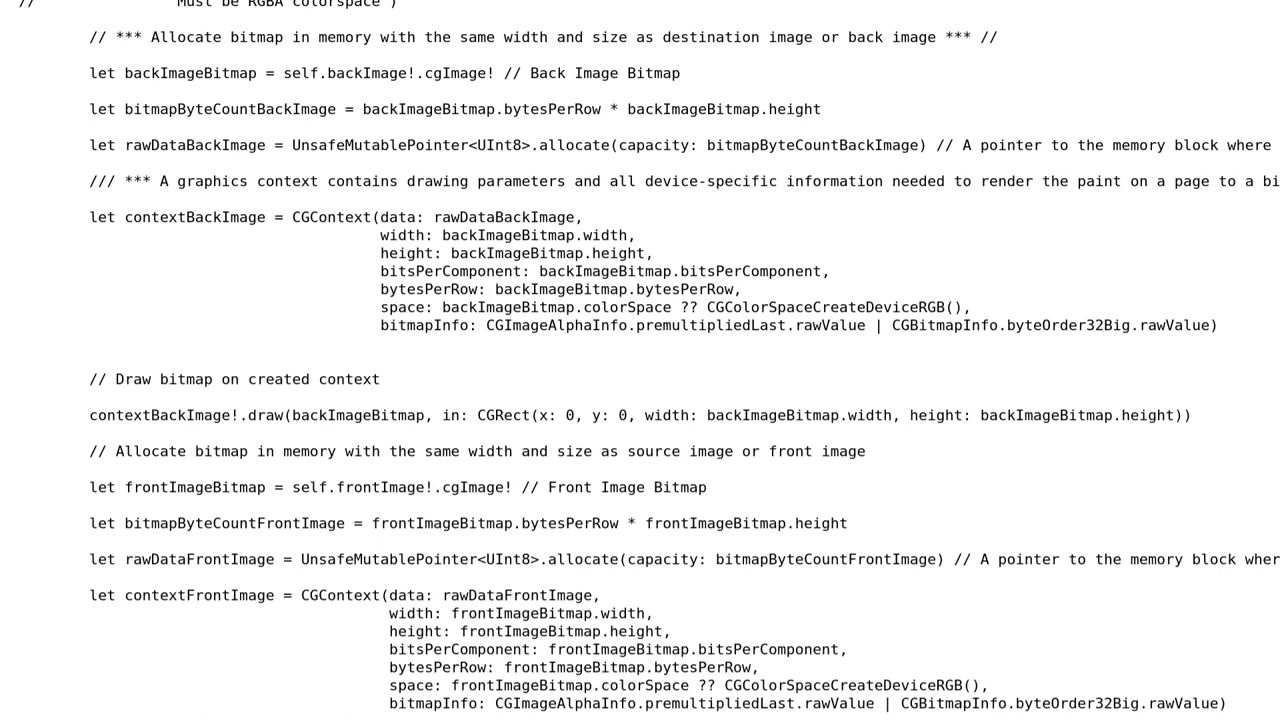 // Must be RGBA colorspace )
// *** Allocate bitmap in memory with the same width and size as destination image or back image *** //
let backImageBitmap = self.backImage!.cgImage! // Back Image Bitmap
let bitmapByteCountBackImage = backImageBitmap.bytesPerRow * backImageBitmap.height
let rawDataBackImage = UnsafeMutablePointer<UInt8>.allocate(capacity: bitmapByteCountBackImage) // A pointer to the memory block where
/// *** A graphics context contains drawing parameters and all device-specific information needed to render the paint on a page to a bi
let contextBackImage = CGContext(data: rawDataBackImage,
width: backImageBitmap.width,
height: backImageBitmap.height,
bitsPerComponent: backImageBitmap.bitsPerComponent,
bytesPerRow: backImageBitmap.bytesPerRow,
space: backImageBitmap.colorSpace ?? CGColorSpaceCreateDeviceRGB(),
bitmapInfo: CGImageAlphaInfo.premultipliedLast.rawValue | CGBitmapInfo.byteOrder32Big.rawValue)
// Draw bitmap on created context
contextBackImage!.draw(backImageBitmap, in: CGRect(x: 0, y: 0, width: backImageBitmap.width, height: backImageBitmap.height))
// Allocate bitmap in memory with the same width and size as source image or front image
let frontImageBitmap = self.frontImage!.cgImage! // Front Image Bitmap
let bitmapByteCountFrontImage = frontImageBitmap.bytesPerRow * frontImageBitmap.height
let rawDataFrontImage = UnsafeMutablePointer<UInt8>.allocate(capacity: bitmapByteCountFrontImage) // A pointer to the memory block wher
let contextFrontImage = CGContext(data: rawDataFrontImage,
width: frontImageBitmap.width,
height: frontImageBitmap.height,
bitsPerComponent: frontImageBitmap.bitsPerComponent,
bytesPerRow: frontImageBitmap.bytesPerRow,
space: frontImageBitmap.colorSpace ?? CGColorSpaceCreateDeviceRGB(),
bitmapInfo: CGImageAlphaInfo.premultipliedLast.rawValue | CGBitmapInfo.byteOrder32Big.rawValue)